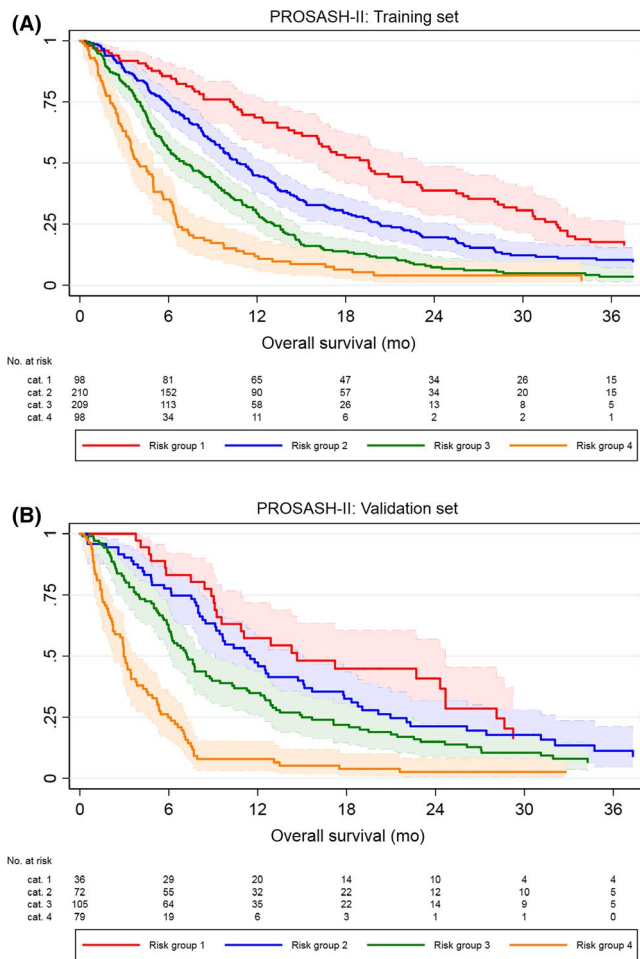 (A)
PROSASH-II: Training set
1
.75
.5
.25
0
0 6 12 18 24 30 36
Overall survival (mo)
No. at risk
cat. 1 98 81 65 47 34 26 15
cat. 2 210 152 90 57 34 20 15
cat. 3 209 113 58 26 13 8 5
cat. 4 98 34 11 6 2 2 1
Risk group 1 Risk group 2 Risk group 3 Risk group 4
(B)
PROSASH-II: Validation set
1
.75
.5
.25
0
0 6 12 18 24 30 36
Overall survival (mo)
No. at risk
cat. 1 36 29 20 14 10 4 4
cat. 2 72 55 32 22 12 10 5
cat. 3 105 64 35 22 14 9 5
cat. 4 79 19 6 3 1 1 0
Risk group 1 Risk group 2 Risk group 3 Risk group 4